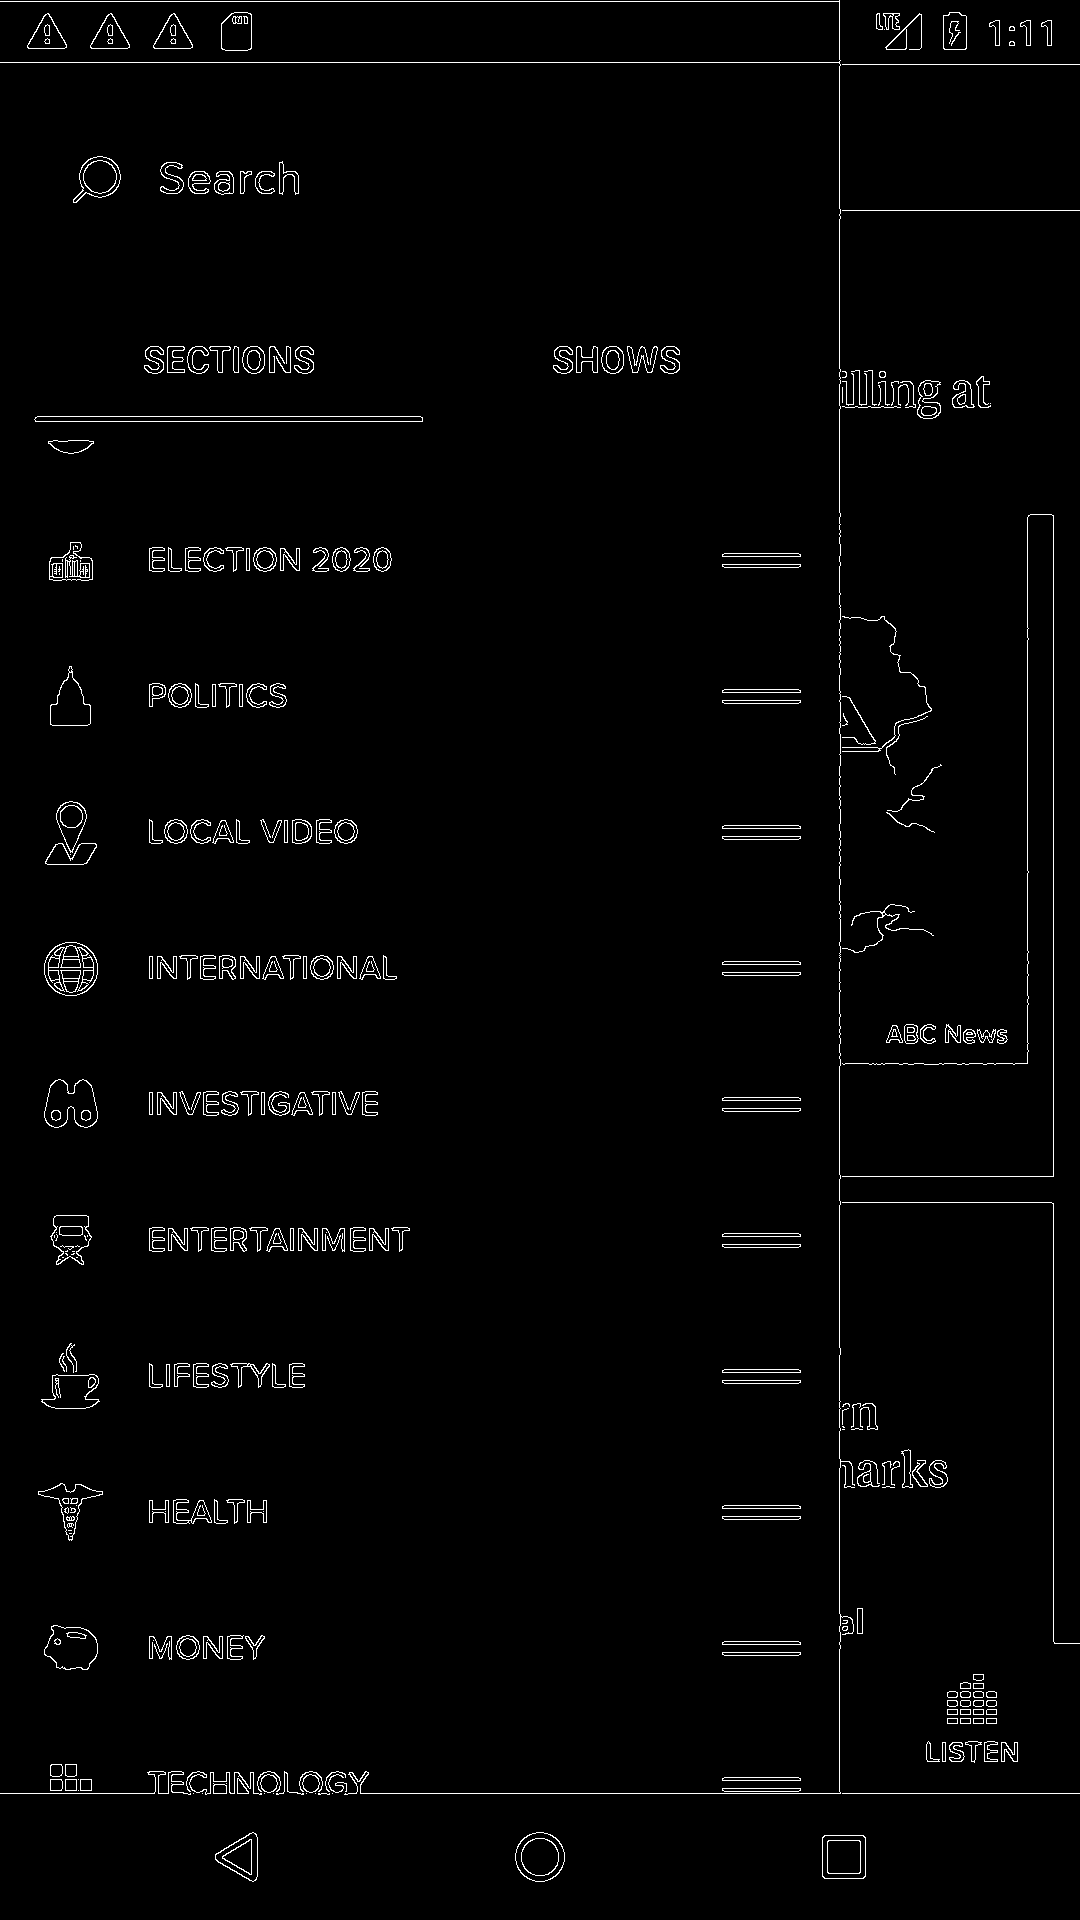 LTE 1:11
Search
SECTIONS SHOWS
illing at
ELECTION 2020
POLITICS
LOCAL VIDEO
INTERNATIONAL
ABC News
INVESTIGATIVE
ENTERTAINMENT
LIFESTYLE
rn
narks
HEALTH
al
MONEY
LISTEN
TECHNOLOGY